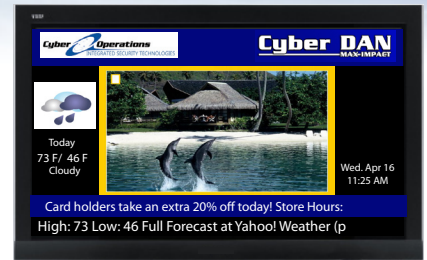 Cyber Operations
INTEGRATED SECURITY TECHNOLOGIES
Cyber DAN
MAX-IMPACT
Today
73 F/ 46 F
Cloudy
Wed. Apr 16
11:25 AM
Card holders take an extra 20% off today! Store Hours:
High: 73 Low: 46 Full Forecast at Yahoo! Weather (p